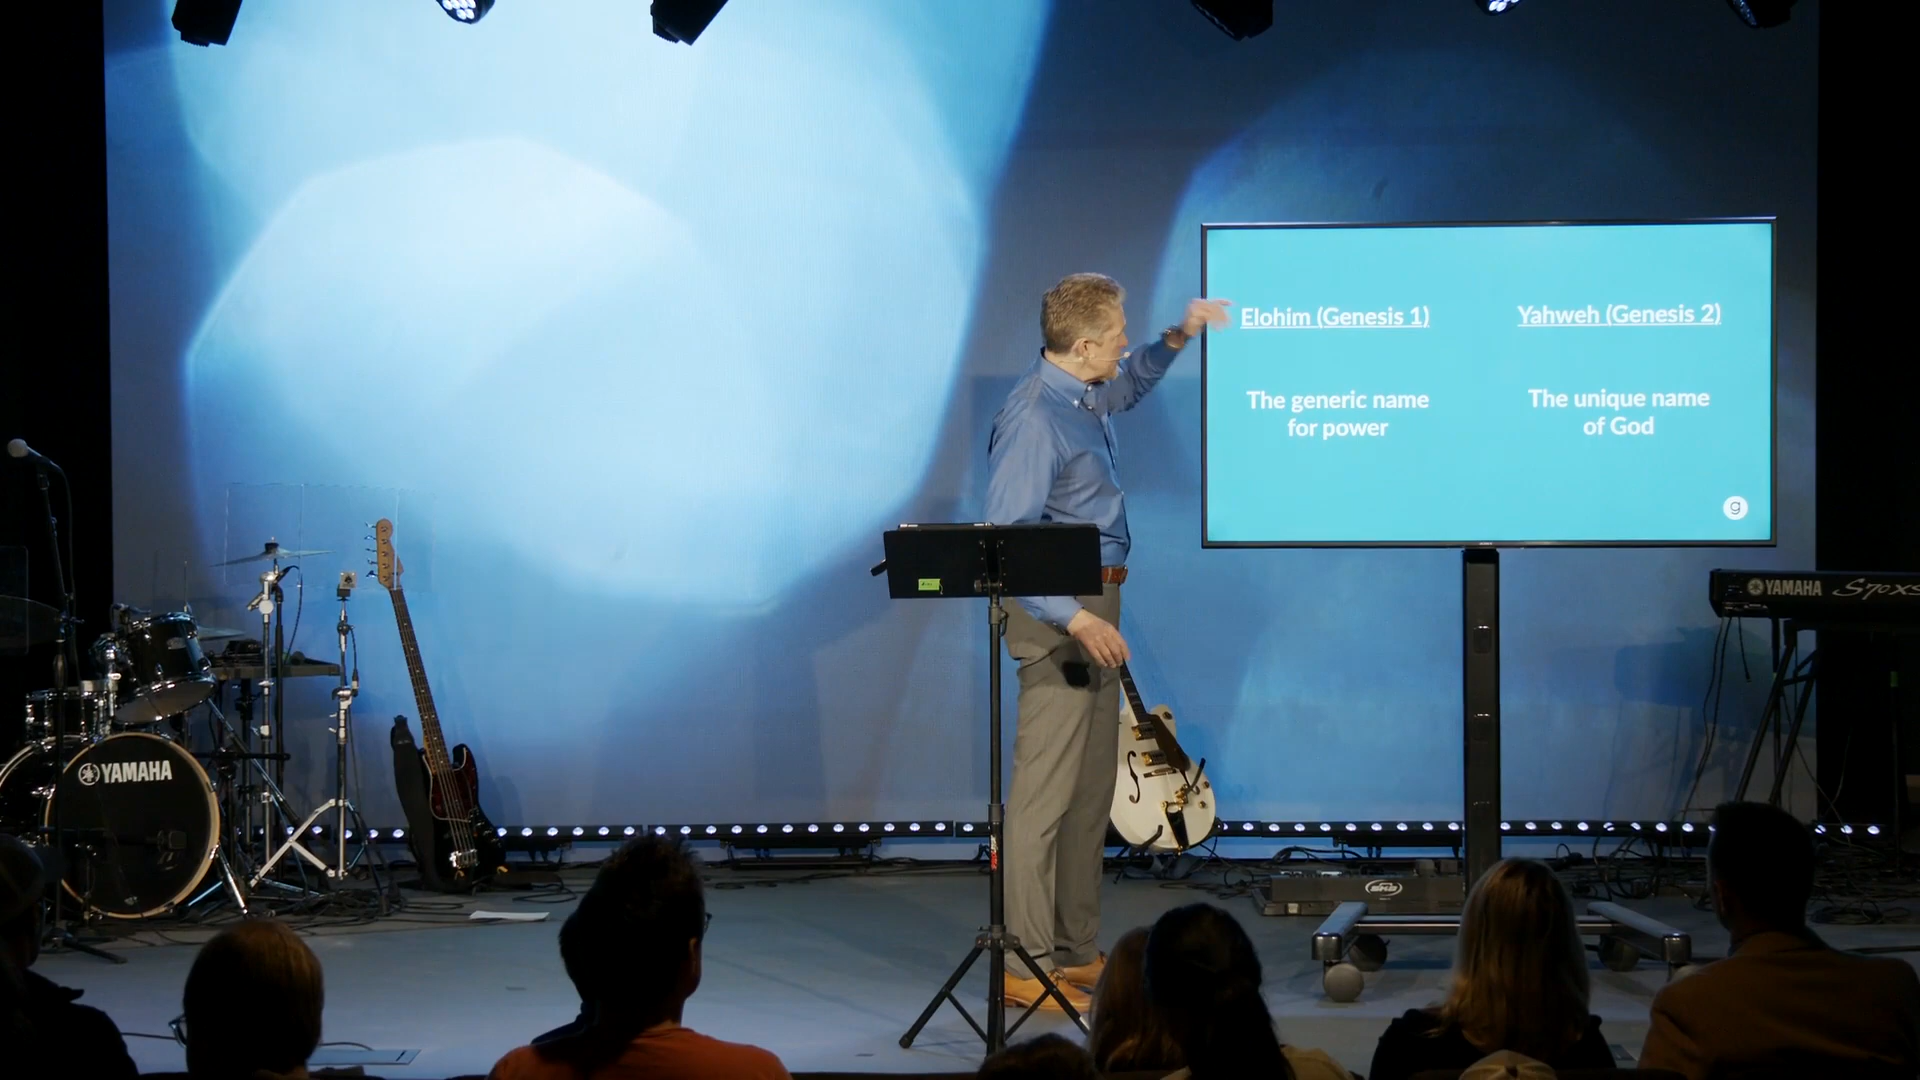 Elohim (Genesis 1)
The generic name
for power
Yahweh (Genesis 2)
The unique name
of God
g
YAMAHA
YAMAHA S70XS
SKB